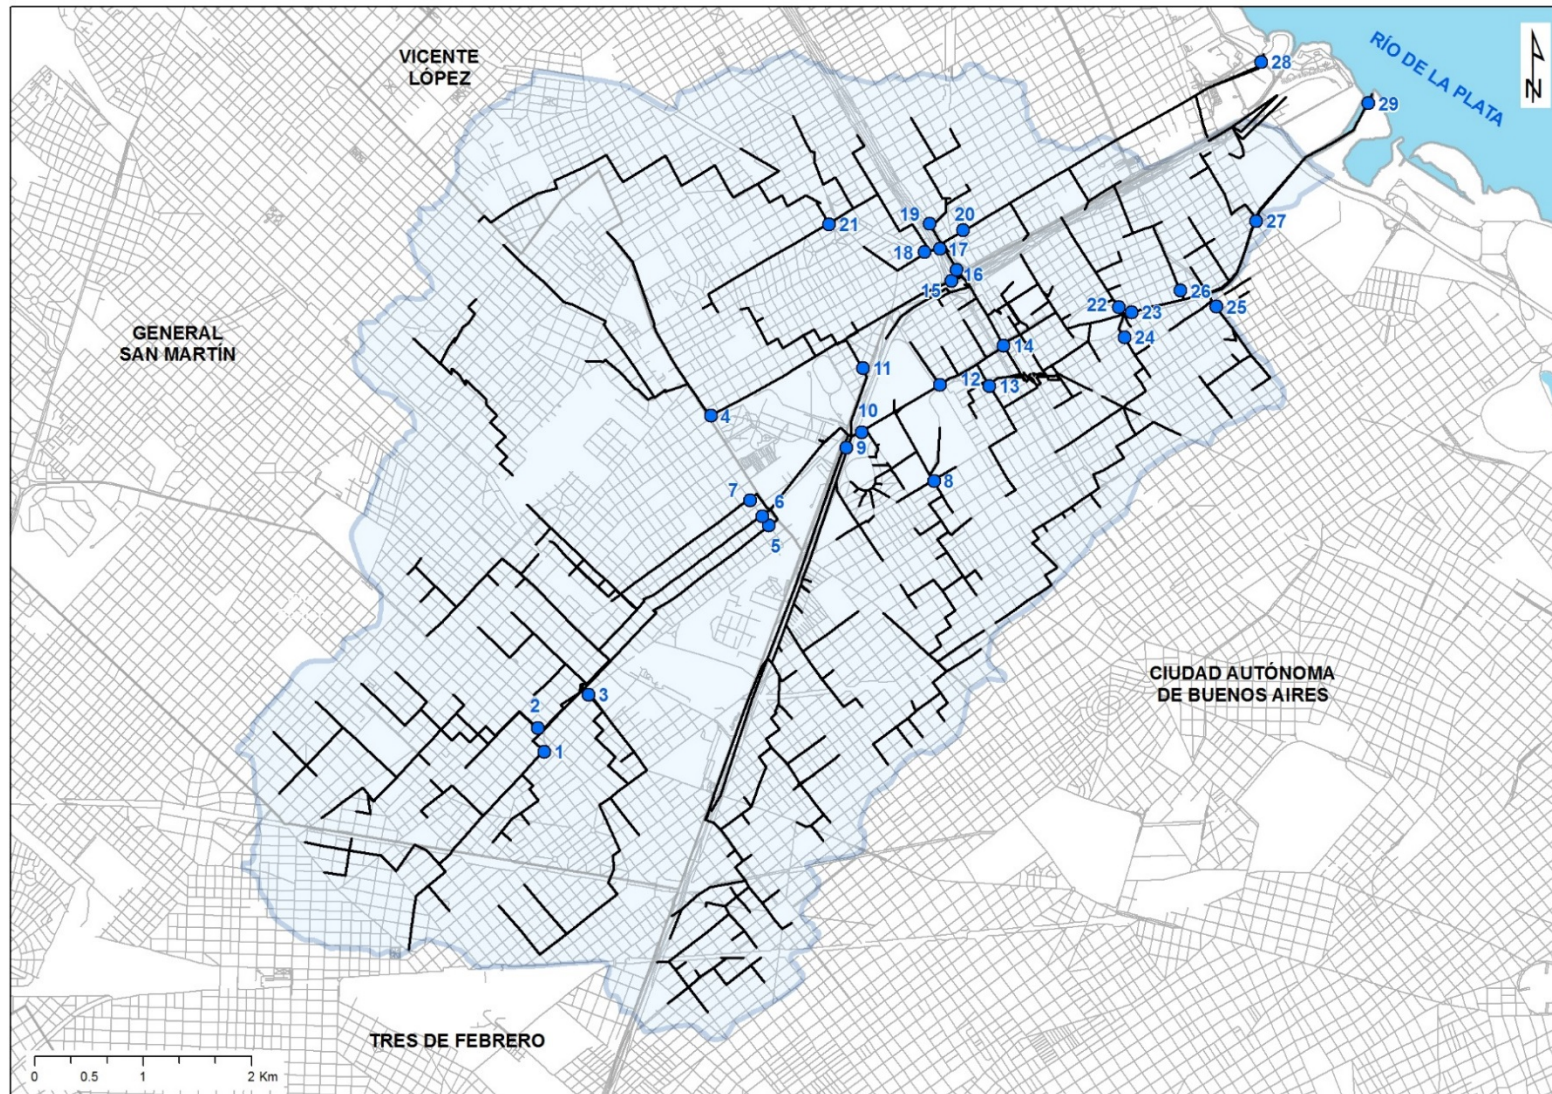 VICENTE
LÓPEZ
RÍO DE LA PLATA
N
28
29
19
20
21
27
18
17
16
15
26
22
23
25
24
14
GENERAL
SAN MARTÍN
11
12
13
4
10
9
8
7
6
5
CIUDAD AUTÓNOMA
DE BUENOS AIRES
3
2
1
TRES DE FEBRERO
0 0.5 1 2 Km